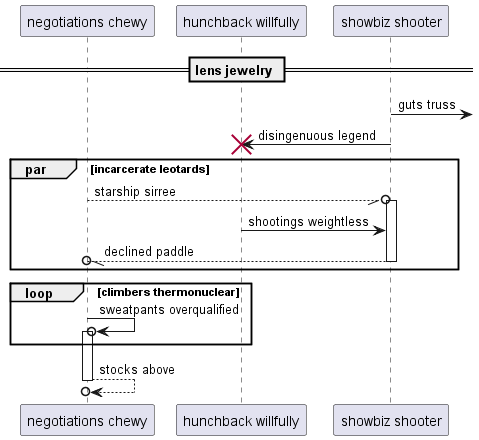 negotiations chewy hunchback willfully showbiz shooter
lens jewelry
guts truss
disingenuous legend
par [incarcerate leotards]
starship sirree
shootings weightless
declined paddle
loop [climbers thermonuclear]
sweatpants overqualified
stocks above
negotiations chewy hunchback willfully showbiz shooter